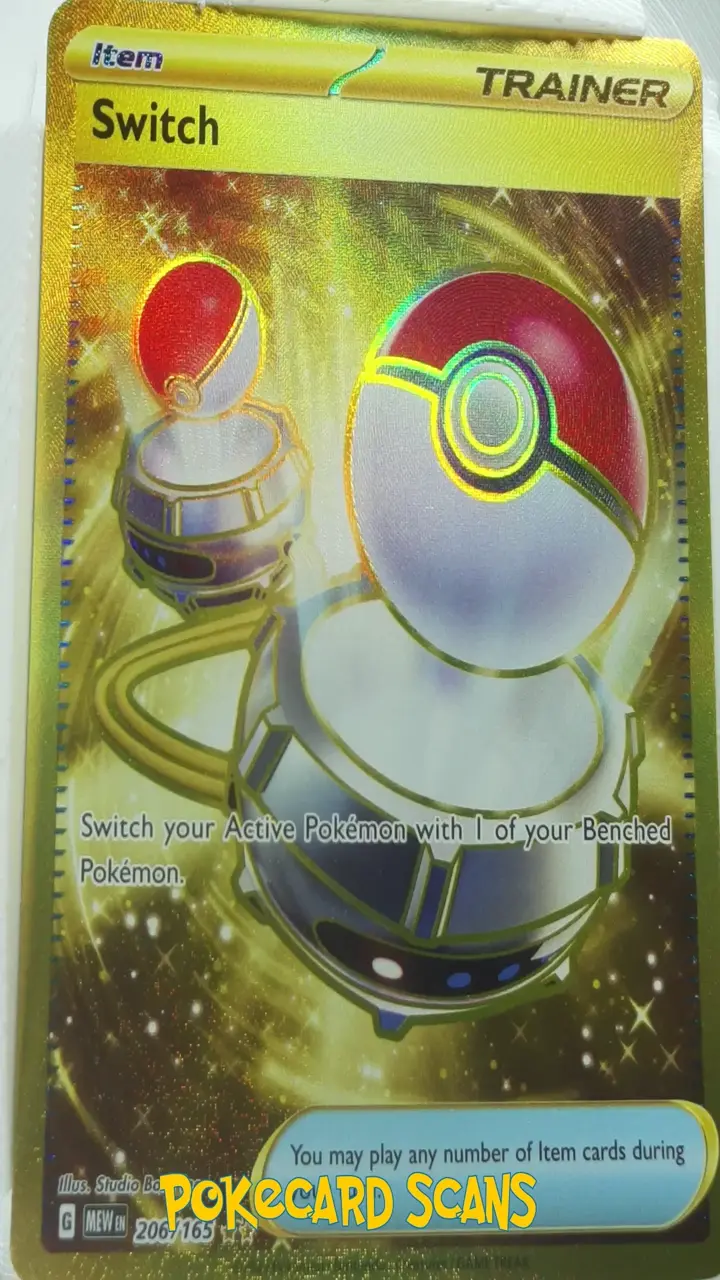 Item
TRAINER
Switch
Switch your Active Pokémon with 1 of your Benched
Pokémon.
You may play any number of Item cards during
Illus. Studio
POKECARD SCANS
G MEW EN 206/165